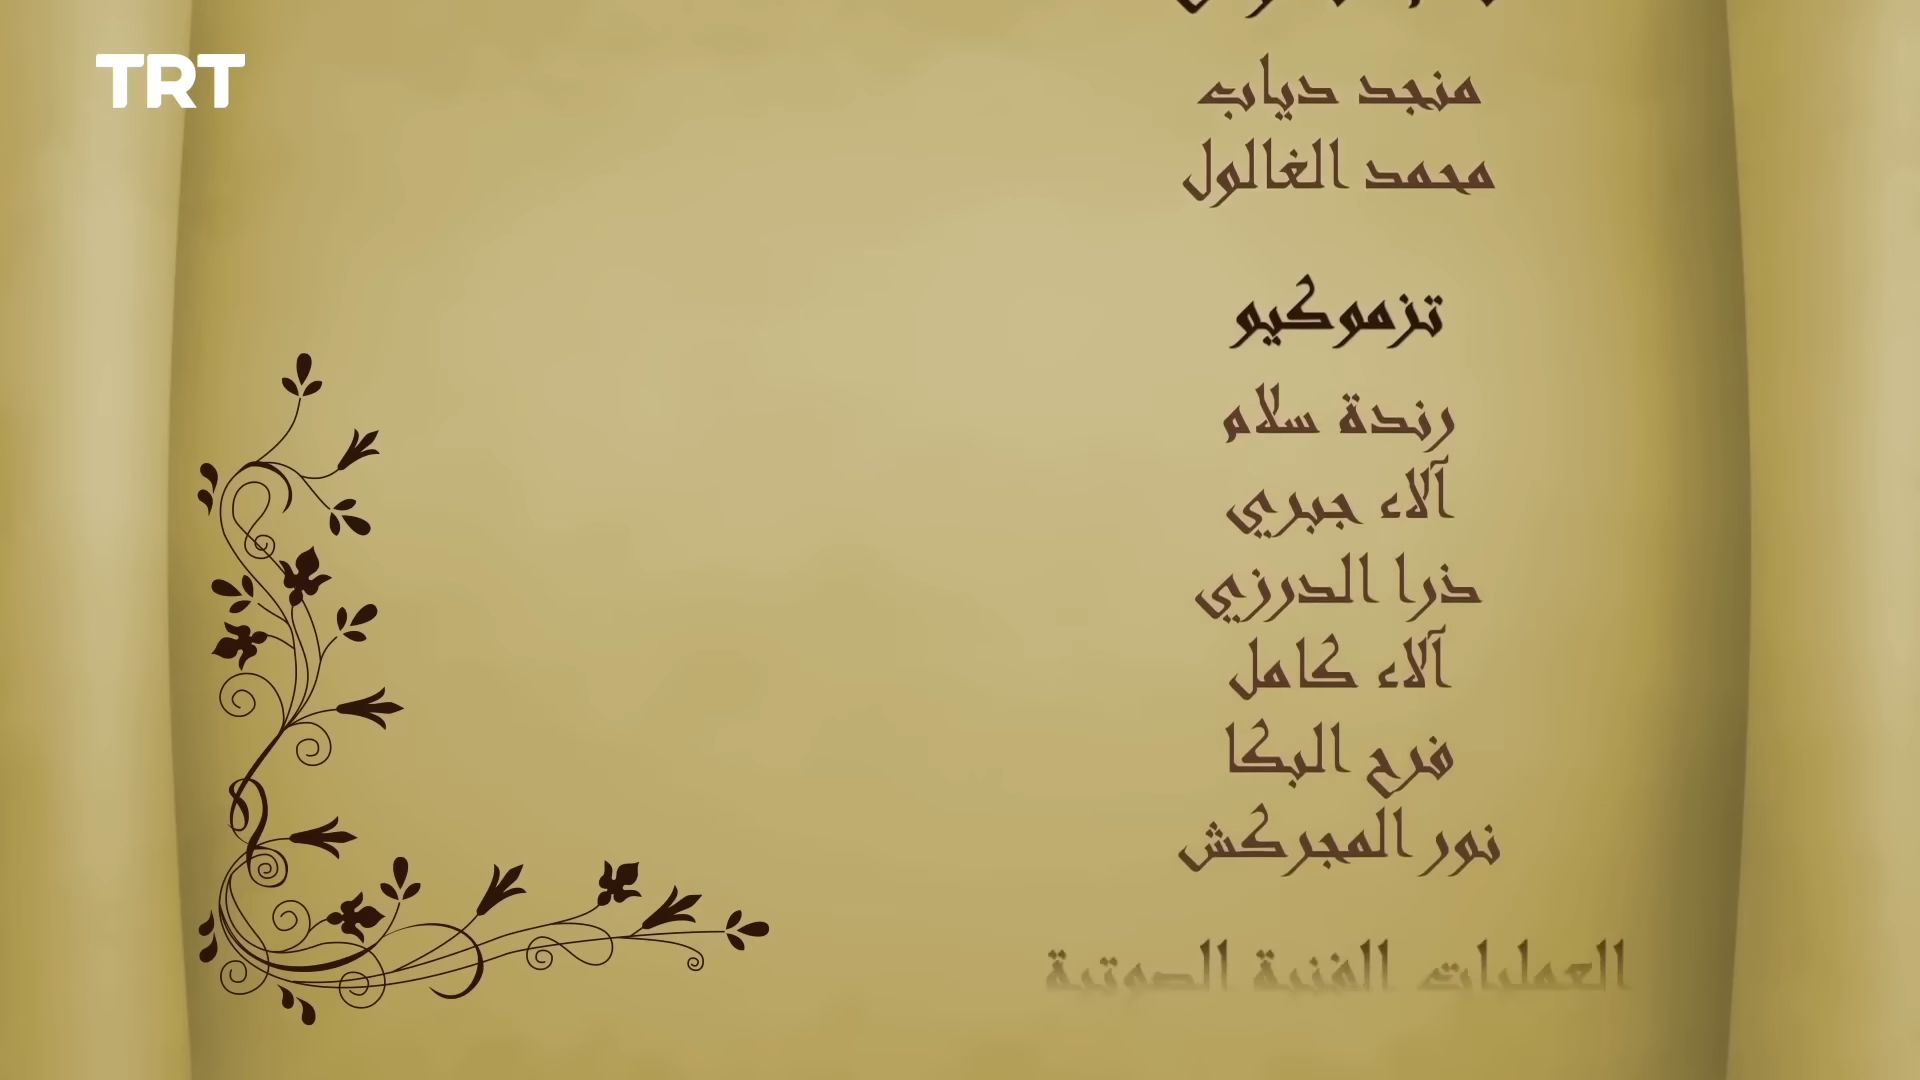 TRT
منجد دياب
محمد الغالول
تزموكيو
رندة سلام
آلاء جبري
ذرا الدرزي
آلاء كامل
فرح البكا
نور المجركش
العمليات الفنية الصوتية